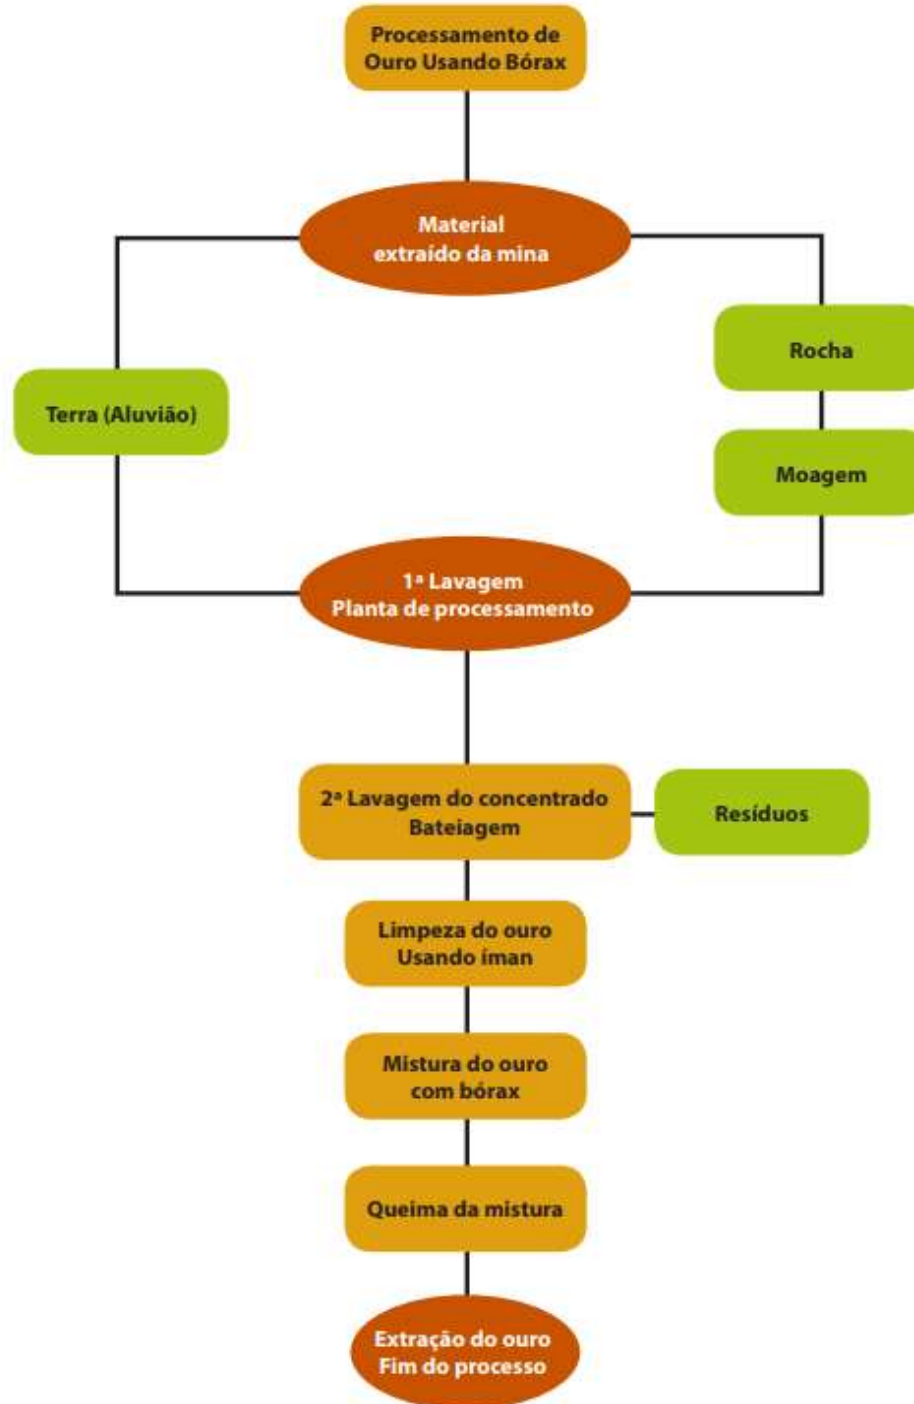 Processamento de
Ouro Usando Bórax
Material
extraído da mina
Rocha
Terra (Aluvião)
Moagem
1ª Lavagem
Planta de processamento
2ª Lavagem do concentrado
Bateiagem
Resíduos
Limpeza do ouro
Usando íman
Mistura do ouro
com bórax
Queima da mistura
Extração do ouro
Fim do processo